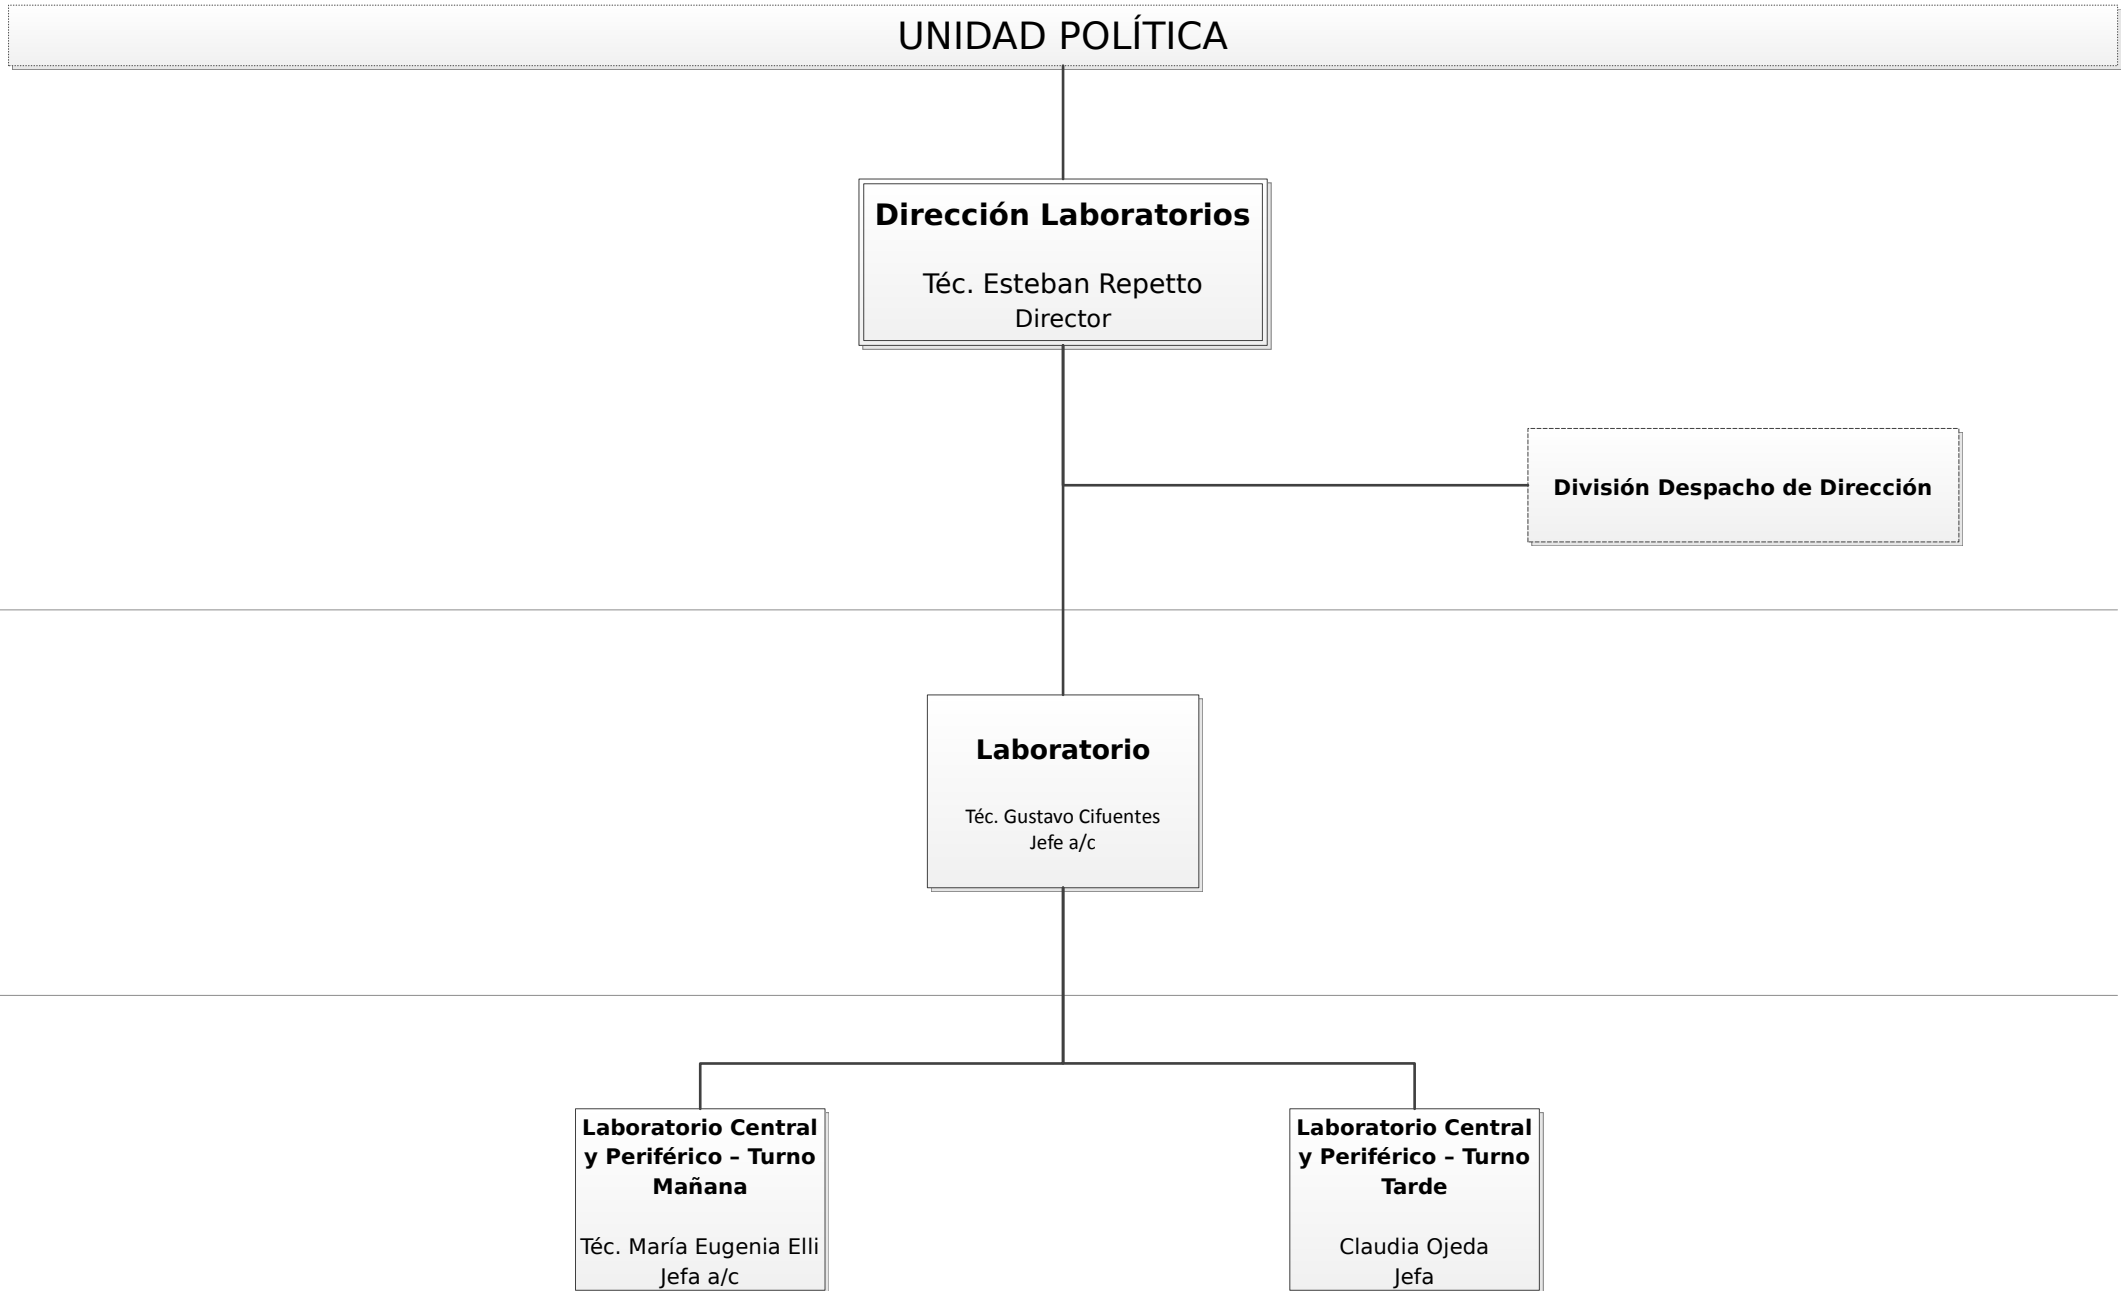 UNIDAD POLÍTICA
Dirección Laboratorios
Téc. Esteban Repetto
Director
División Despacho de Dirección
Laboratorio
Téc. Gustavo Cifuentes
Jefe a/c
Laboratorio Central
y Periférico – Turno
Mañana
Téc. María Eugenia Elli
Jefa a/c
Laboratorio Central
y Periférico – Turno
Tarde
Claudia Ojeda
Jefa